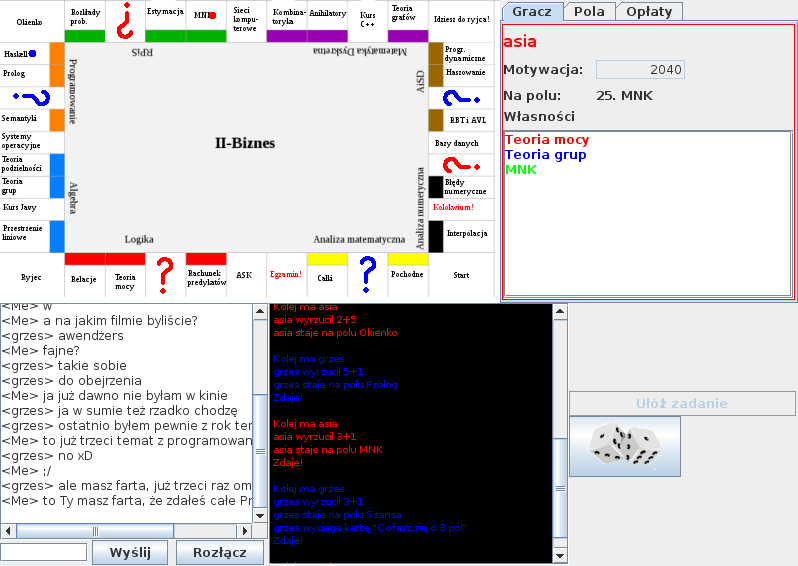 Okienko
Rozkłady prob.
Estymacja
MNK
Sieci kompu-terowe
Kombina-toryka
Anihilatory
Kurs C++
Teoria grafów
Idziesz do ryjca!
Haskell
Prolog
Semantyki
Systemy operacyjne
Teoria podzielności
Teoria grup
Kurs Javy
Przestrzenie liniowe
RPiS
Matematyka Dyskretna
Programowanie
Algebra
II-Biznes
AiSD
Analiza numeryczna
Logika
Analiza matematyczna
Progr. dynamiczne
Haszowanie
RBT i AVL
Bazy danych
Błędy numeryczne
Kolokwium!
Interpolacja
Ryjec
Relacje
Teoria mocy
Rachunek predykatów
ASK
Egzamin!
Całki
Pochodne
Start
Gracz
Pola
Opłaty
asia
Motywacja: 2040
Na polu: 25. MNK
Własności
Teoria mocy
Teoria grup
MNK
<Me> w
<Me> a na jakim filmie byliście?
<grzes> awendżers
<Me> fajne?
<grzes> takie sobie
<grzes> do obejrzenia
<Me> ja już dawno nie byłam w kinie
<grzes> ja w sumie też rzadko chodzę
<grzes> ostatnio byłem pewnie z rok ten
<Me> to już trzeci temat z programowan
<grzes> no xD
<Me> ;/
<grzes> ale masz farta, już trzeci raz om
<Me> to Ty masz farta, że zdałeś całe Pr
Wyślij
Rozłącz
Kolej ma asia
asia wyrzucił 2+5
asia staje na polu Okienko
Kolej ma grzes
grzes wyrzucił 5+1
grzes staje na polu Prolog
Zdaje!
Kolej ma asia
asia wyrzucił 3+1
asia staje na polu MNK
Zdaje!
Kolej ma grzes
grzes wyrzucił 3+1
grzes staje na polu Szansa
grzes wyciąga kartę "Cofasz się o 3 pol".
Zdaje!
Ułóż zadanie